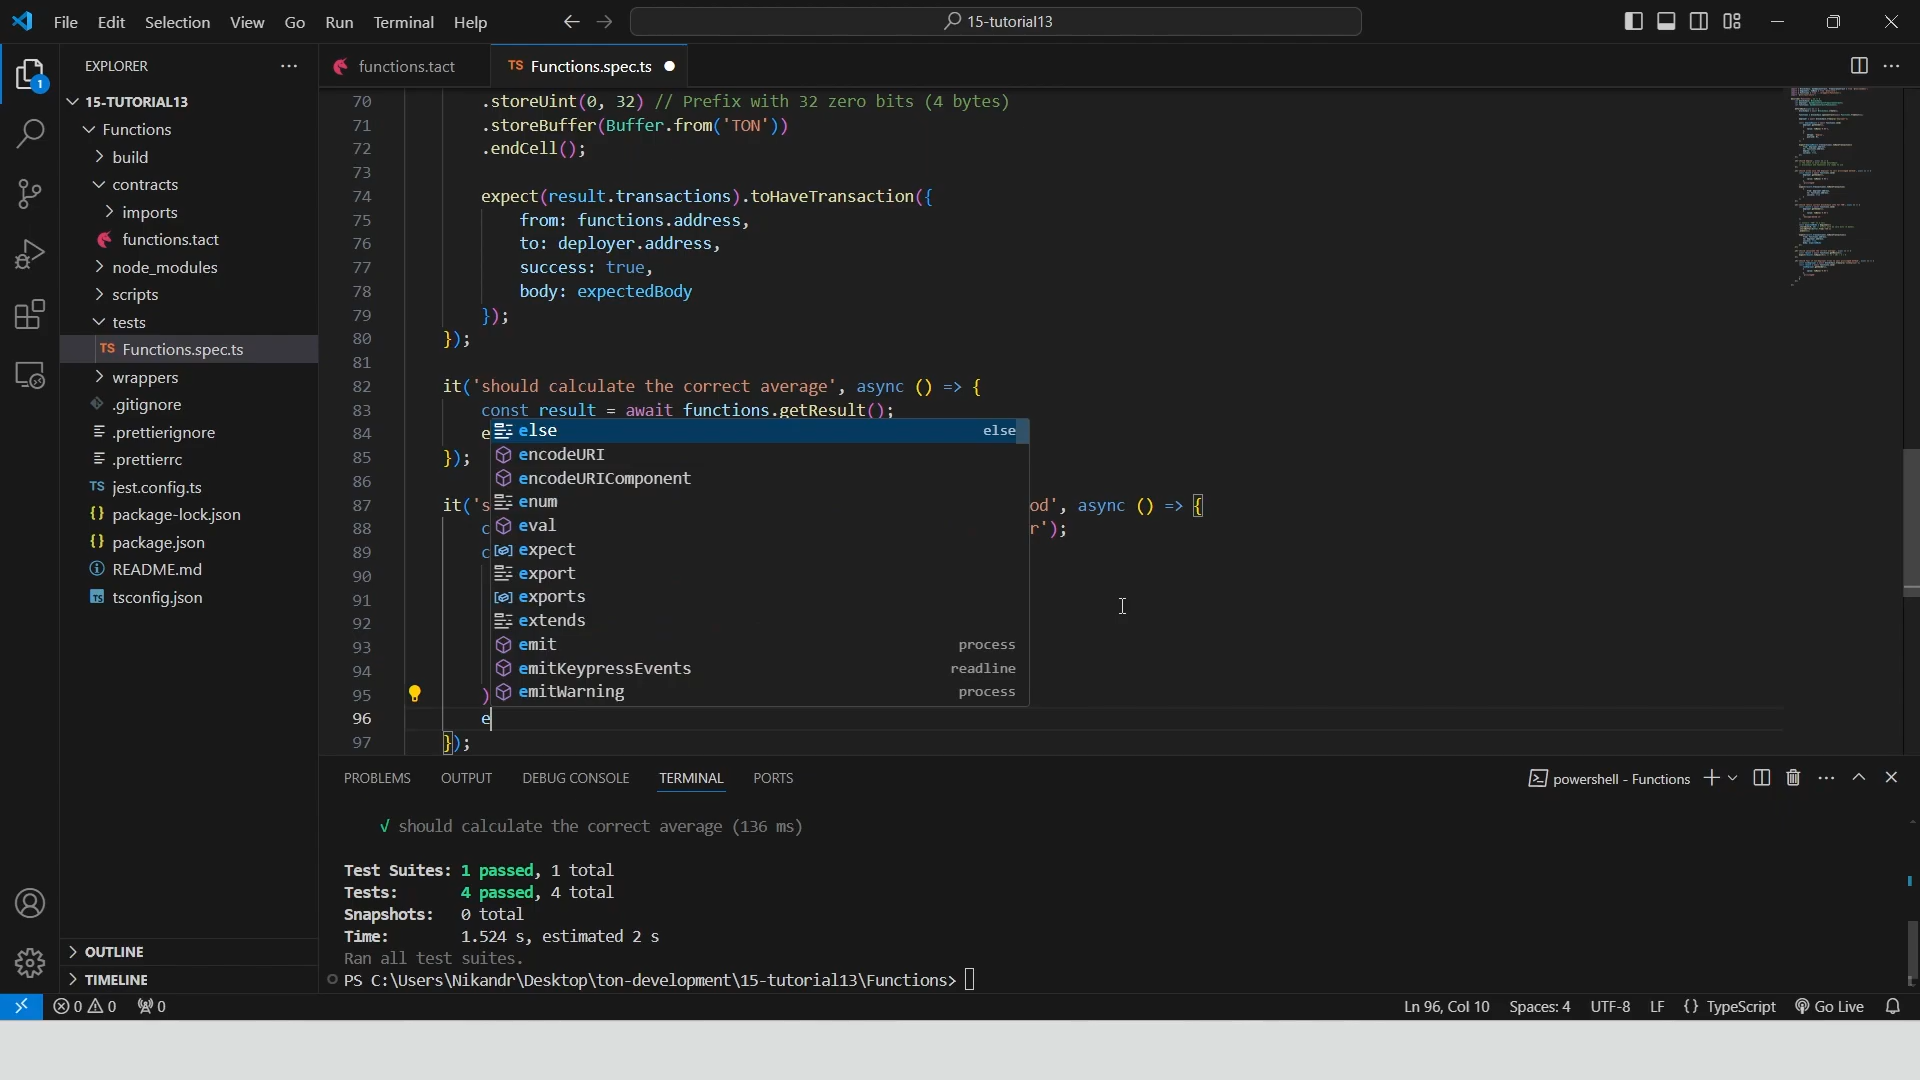 File Edit Selection View Go Run Terminal Help
15-tutorial13
EXPLORER
1
15-TUTORIAL13
Functions
build
contracts
imports
functions.tact
node_modules
scripts
tests
TS Functions.spec.ts
wrappers
.gitignore
.prettierignore
.prettierrc
TS jest.config.ts
{} package-lock.json
{} package.json
README.md
TS tsconfig.json
OUTLINE
TIMELINE
functions.tact
TS Functions.spec.ts
70 .storeUint(0, 32) // Prefix with 32 zero bits (4 bytes)
71 .storeBuffer(Buffer.from('TON'))
72 .endCell();
73
74 expect(result.transactions).toHaveTransaction({
75 from: functions.address,
76 to: deployer.address,
77 success: true,
78 body: expectedBody
79 });
80 });
81
82 it('should calculate the correct average', async () => {
83 const result = await functions.getResult();
84 e
85 });
86
87 it('s od', async () => {
88 c r');
89 c
90
91
92
93
94
95 )
96 e
97 });
else else
encodeURI
encodeURIComponent
enum
eval
expect
export
exports
extends
emit process
emitKeypressEvents readline
emitWarning process
PROBLEMS OUTPUT DEBUG CONSOLE TERMINAL PORTS
powershell - Functions
√ should calculate the correct average (136 ms)
Test Suites: 1 passed, 1 total
Tests: 4 passed, 4 total
Snapshots: 0 total
Time: 1.524 s, estimated 2 s
Ran all test suites.
PS C:\Users\Nikandr\Desktop\ton-development\15-tutorial13\Functions>
0 0 0
Ln 96, Col 10 Spaces: 4 UTF-8 LF {} TypeScript Go Live